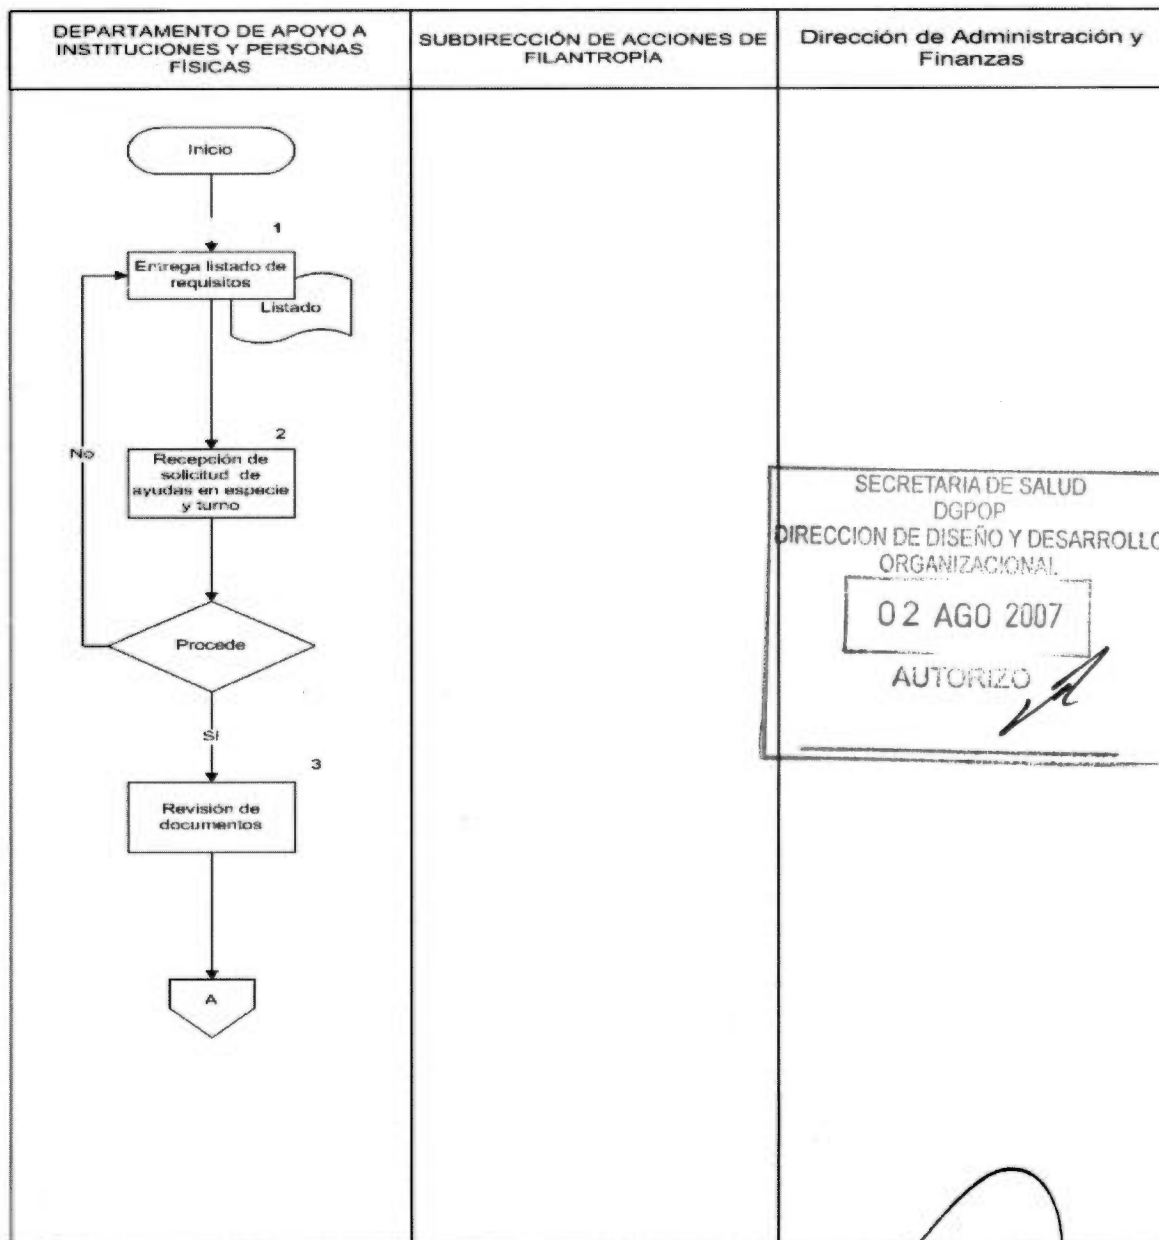 DEPARTAMENTO DE APOYO A
INSTITUCIONES Y PERSONAS
FÍSICAS
SUBDIRECCIÓN DE ACCIONES DE
FILANTROPÍA
Dirección de Administración y
Finanzas
Inicio
1
Entrega listado de
requisitos
Listado
No
2
Recepción de
solicitud de
ayudas en especie
y turno
Procede
Sí
3
Revisión de
documentos
A
SECRETARIA DE SALUD
DGPOP
DIRECCION DE DISEÑO Y DESARROLLO
ORGANIZACIONAL
02 AGO 2007
AUTORIZO